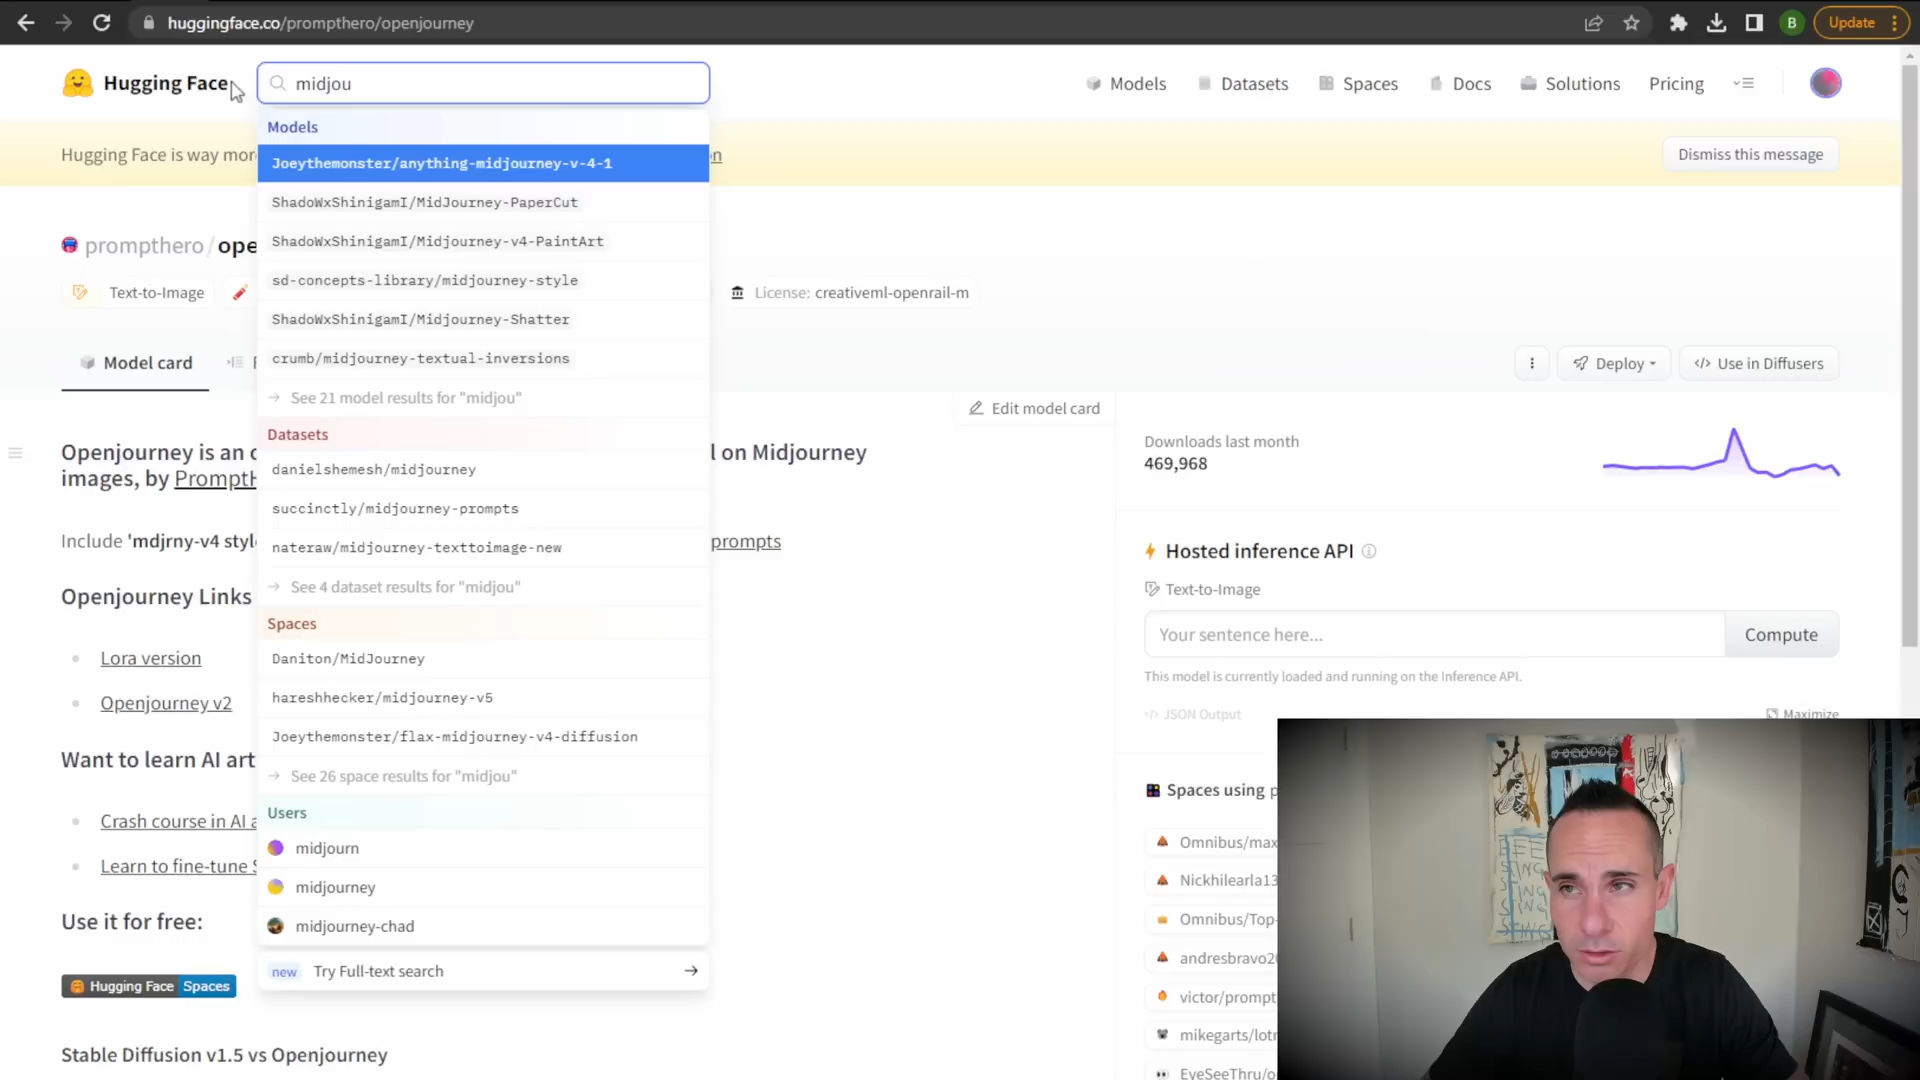 huggingface.co/prompthero/openjourney
B
Update
Hugging Face
midjou
Models
Datasets
Spaces
Docs
Solutions
Pricing
Hugging Face is way mor
n
Dismiss this message
Models
Joeythemonster/anything-midjourney-v-4-1
ShadoWxShinigamI/MidJourney-PaperCut
ShadoWxShinigamI/Midjourney-v4-PaintArt
sd-concepts-library/midjourney-style
ShadoWxShinigamI/Midjourney-Shatter
crumb/midjourney-textual-inversions
See 21 model results for "midjou"
Datasets
danielshemesh/midjourney
succinctly/midjourney-prompts
nateraw/midjourney-texttoimage-new
See 4 dataset results for "midjou"
Spaces
Daniton/MidJourney
hareshhecker/midjourney-v5
Joeythemonster/flax-midjourney-v4-diffusion
See 26 space results for "midjou"
Users
midjourn
midjourney
midjourney-chad
new Try Full-text search
prompthero/ope
Text-to-Image
License: creativeml-openrail-m
Model card
Deploy
Use in Diffusers
Edit model card
Openjourney is an
l on Midjourney
images, by PromptH
Include 'mdjrny-v4 styl
prompts
Openjourney Links
Lora version
Openjourney v2
Want to learn AI art
Crash course in AI a
Learn to fine-tune S
Use it for free:
Hugging Face Spaces
Stable Diffusion v1.5 vs Openjourney
Downloads last month
469,968
Hosted inference API
Text-to-Image
Your sentence here...
Compute
This model is currently loaded and running on the Inference API.
JSON Output
Maximize
Spaces using p
Omnibus/max
Nickhilearla13
Omnibus/Top-
andresbravo20
victor/prompt
mikegarts/lotr
EyeSeeThru/o